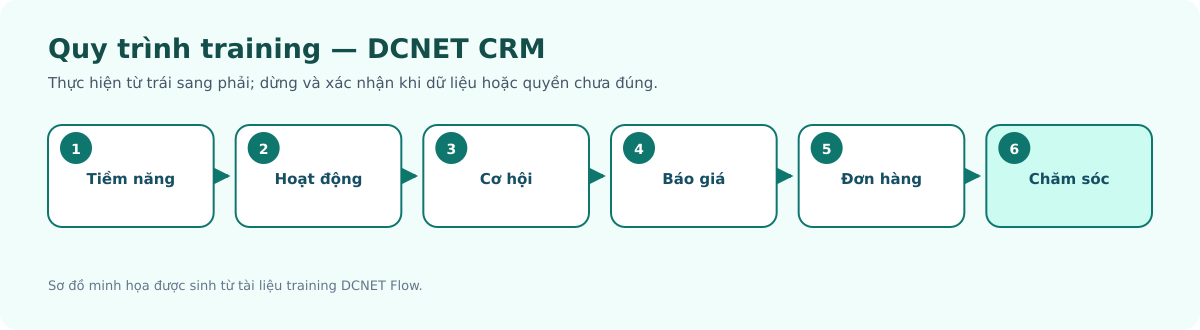 Quy trình training — DCNET CRM
Thực hiện từ trái sang phải; dừng và xác nhận khi dữ liệu hoặc quyền chưa đúng.
1
Tiềm năng
2
Hoạt động
3
Cơ hội
4
Báo giá
5
Đơn hàng
6
Chăm sóc
Sơ đồ minh họa được sinh từ tài liệu training DCNET Flow.